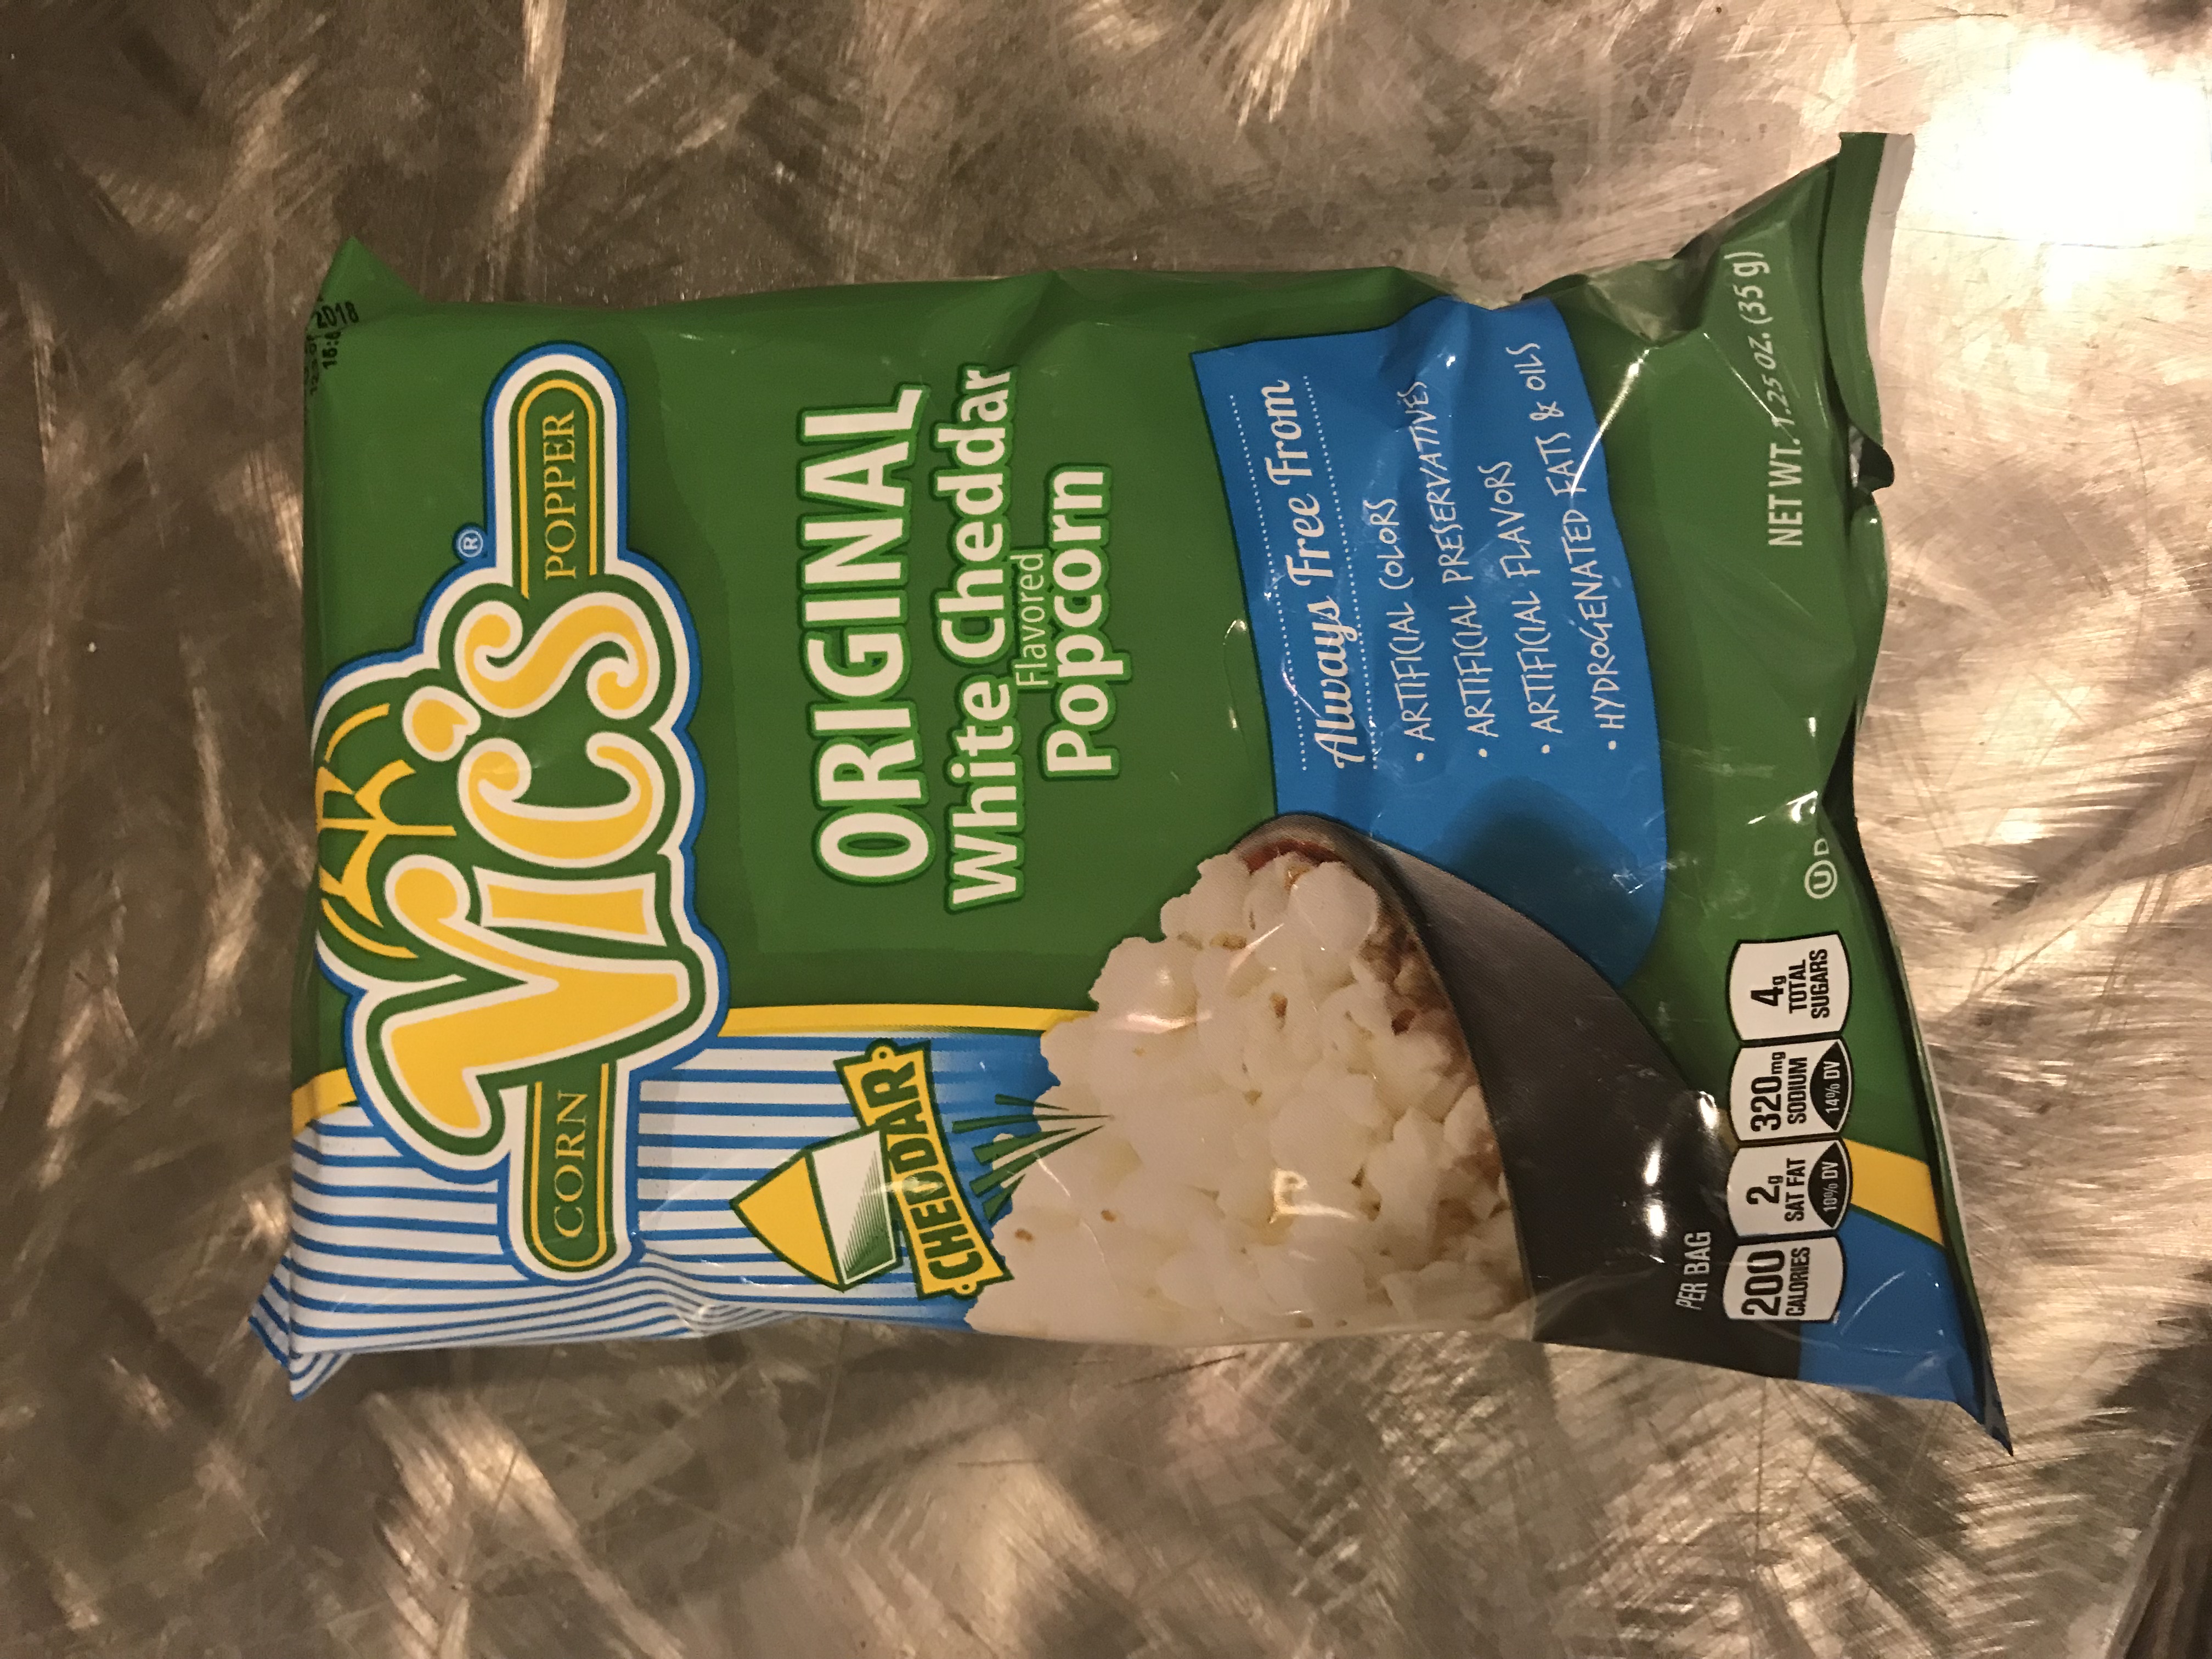 2018
Vic's
®
CORN
POPPER
CHEDDAR
ORIGINAL
White Cheddar
Flavored
Popcorn
Always Free From
• ARTIFICIAL COLORS
• ARTIFICIAL PRESERVATIVES
• ARTIFICIAL FLAVORS
• HYDROGENATED FATS & OILS
PER BAG
200
CALORIES
2g
SAT FAT
10% DV
320mg
SODIUM
14% DV
4g
TOTAL
SUGARS
U D
NET WT. 1.25 OZ. (35 g)